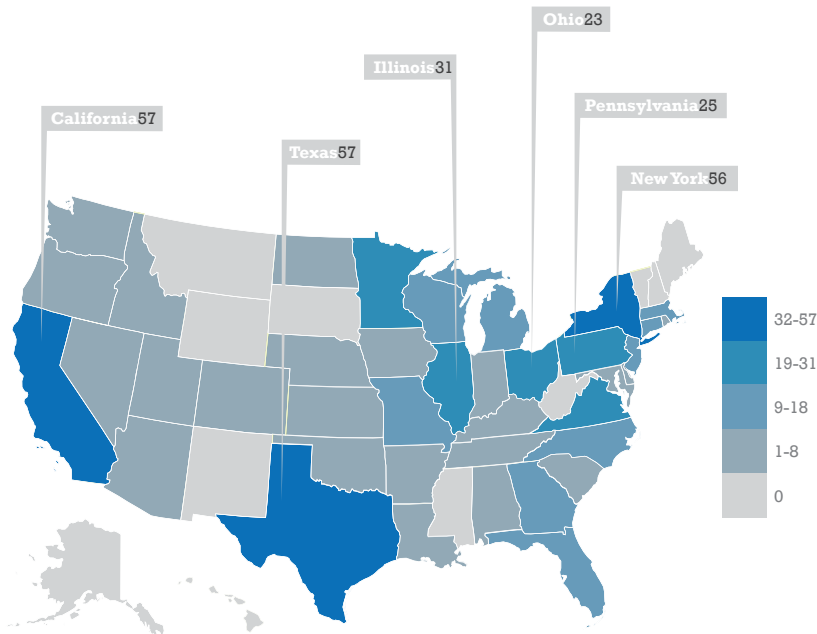 Ohio23
Illinois31
Pennsylvania25
California57
Texas57
New York56
32-57
19-31
9-18
1-8
0